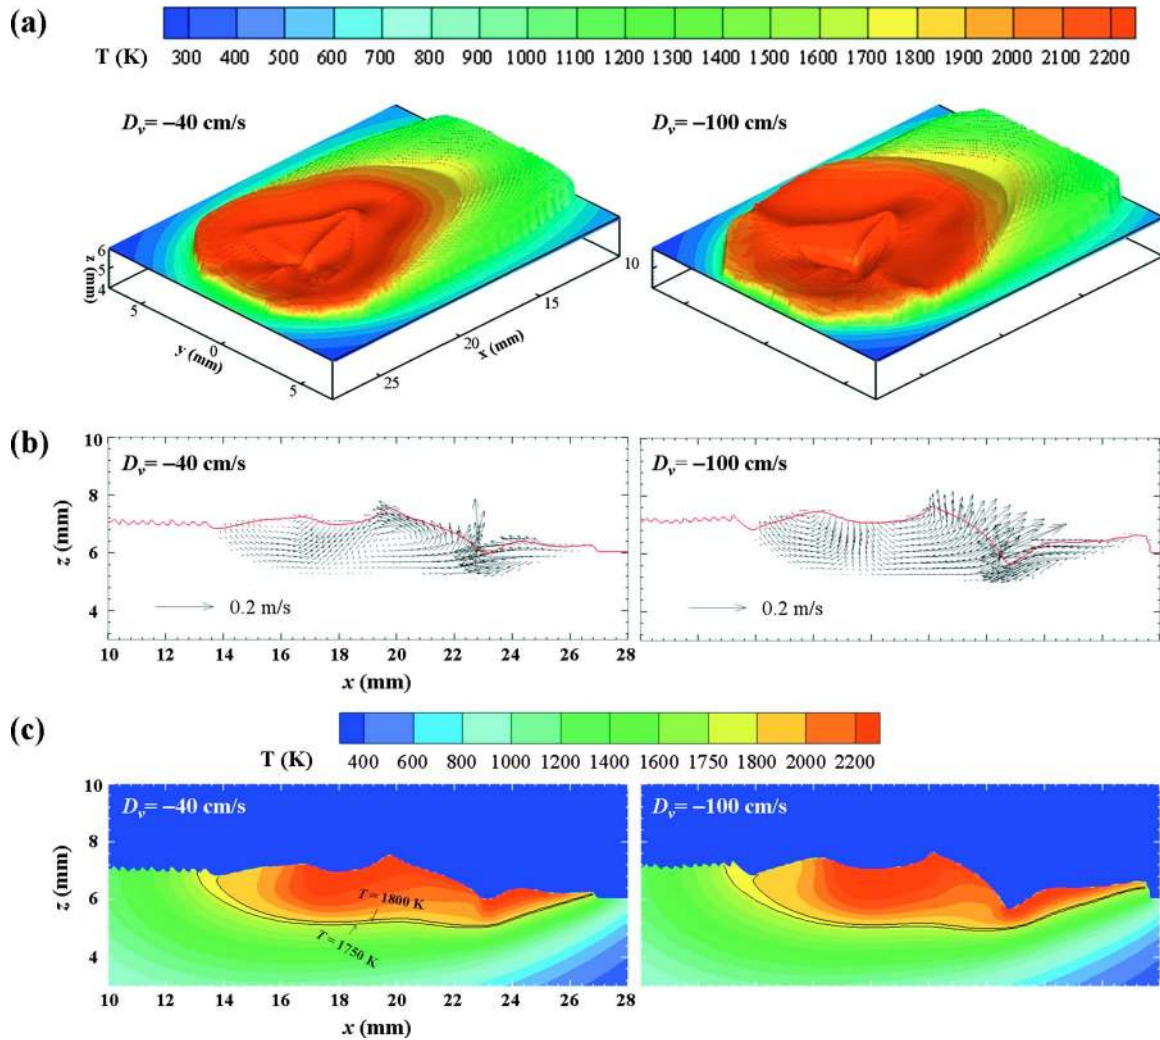 (a)
T (K) 300 400 500 600 700 800 900 1000 1100 1200 1300 1400 1500 1600 1700 1800 1900 2000 2100 2200
Dv= −40 cm/s
Dv= −100 cm/s
6
5
4
z (mm)
5
0
5
y (mm)
25
20
15
10
x (mm)
(b)
Dv= −40 cm/s
Dv= −100 cm/s
10
8
6
4
z (mm)
0.2 m/s
0.2 m/s
10 12 14 16 18 20 22 24 26 28
x (mm)
(c)
T (K) 400 600 800 1000 1200 1400 1600 1750 1800 2000 2200
Dv= −40 cm/s
Dv= −100 cm/s
10
8
6
4
z (mm)
T = 1800 K
T = 1750 K
10 12 14 16 18 20 22 24 26 28
x (mm)